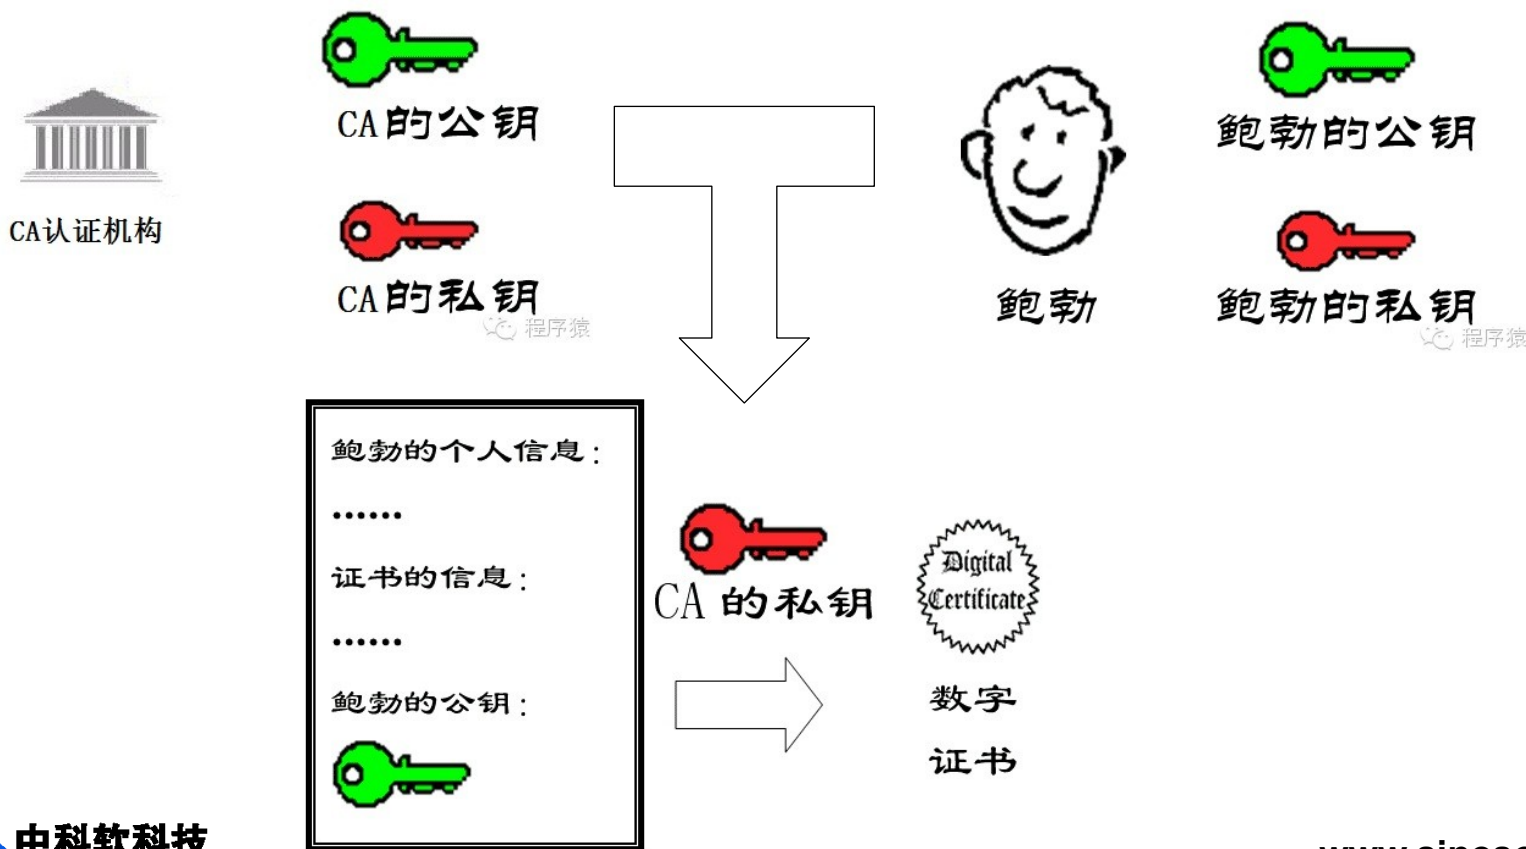 CA的公钥
鲍勃的公钥
CA认证机构
CA的私钥
鲍勃
鲍勃的私钥
程序猿
程序猿
鲍勃的个人信息:
......
证书的信息:
......
鲍勃的公钥:
CA 的私钥
Digital
Certificate
数字
证书
中科软科技